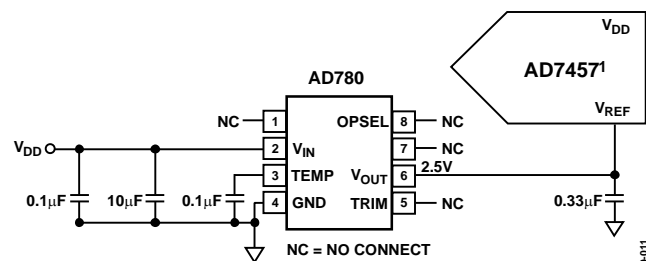 V_DD
AD7457¹
V_REF
AD780
NC 1 OPSEL 8 NC
V_DD 2 V_IN 7 NC
3 TEMP V_OUT 6 2.5V
0.1μF 10μF 0.1μF 4 GND TRIM 5 NC 0.33μF
NC = NO CONNECT
-011